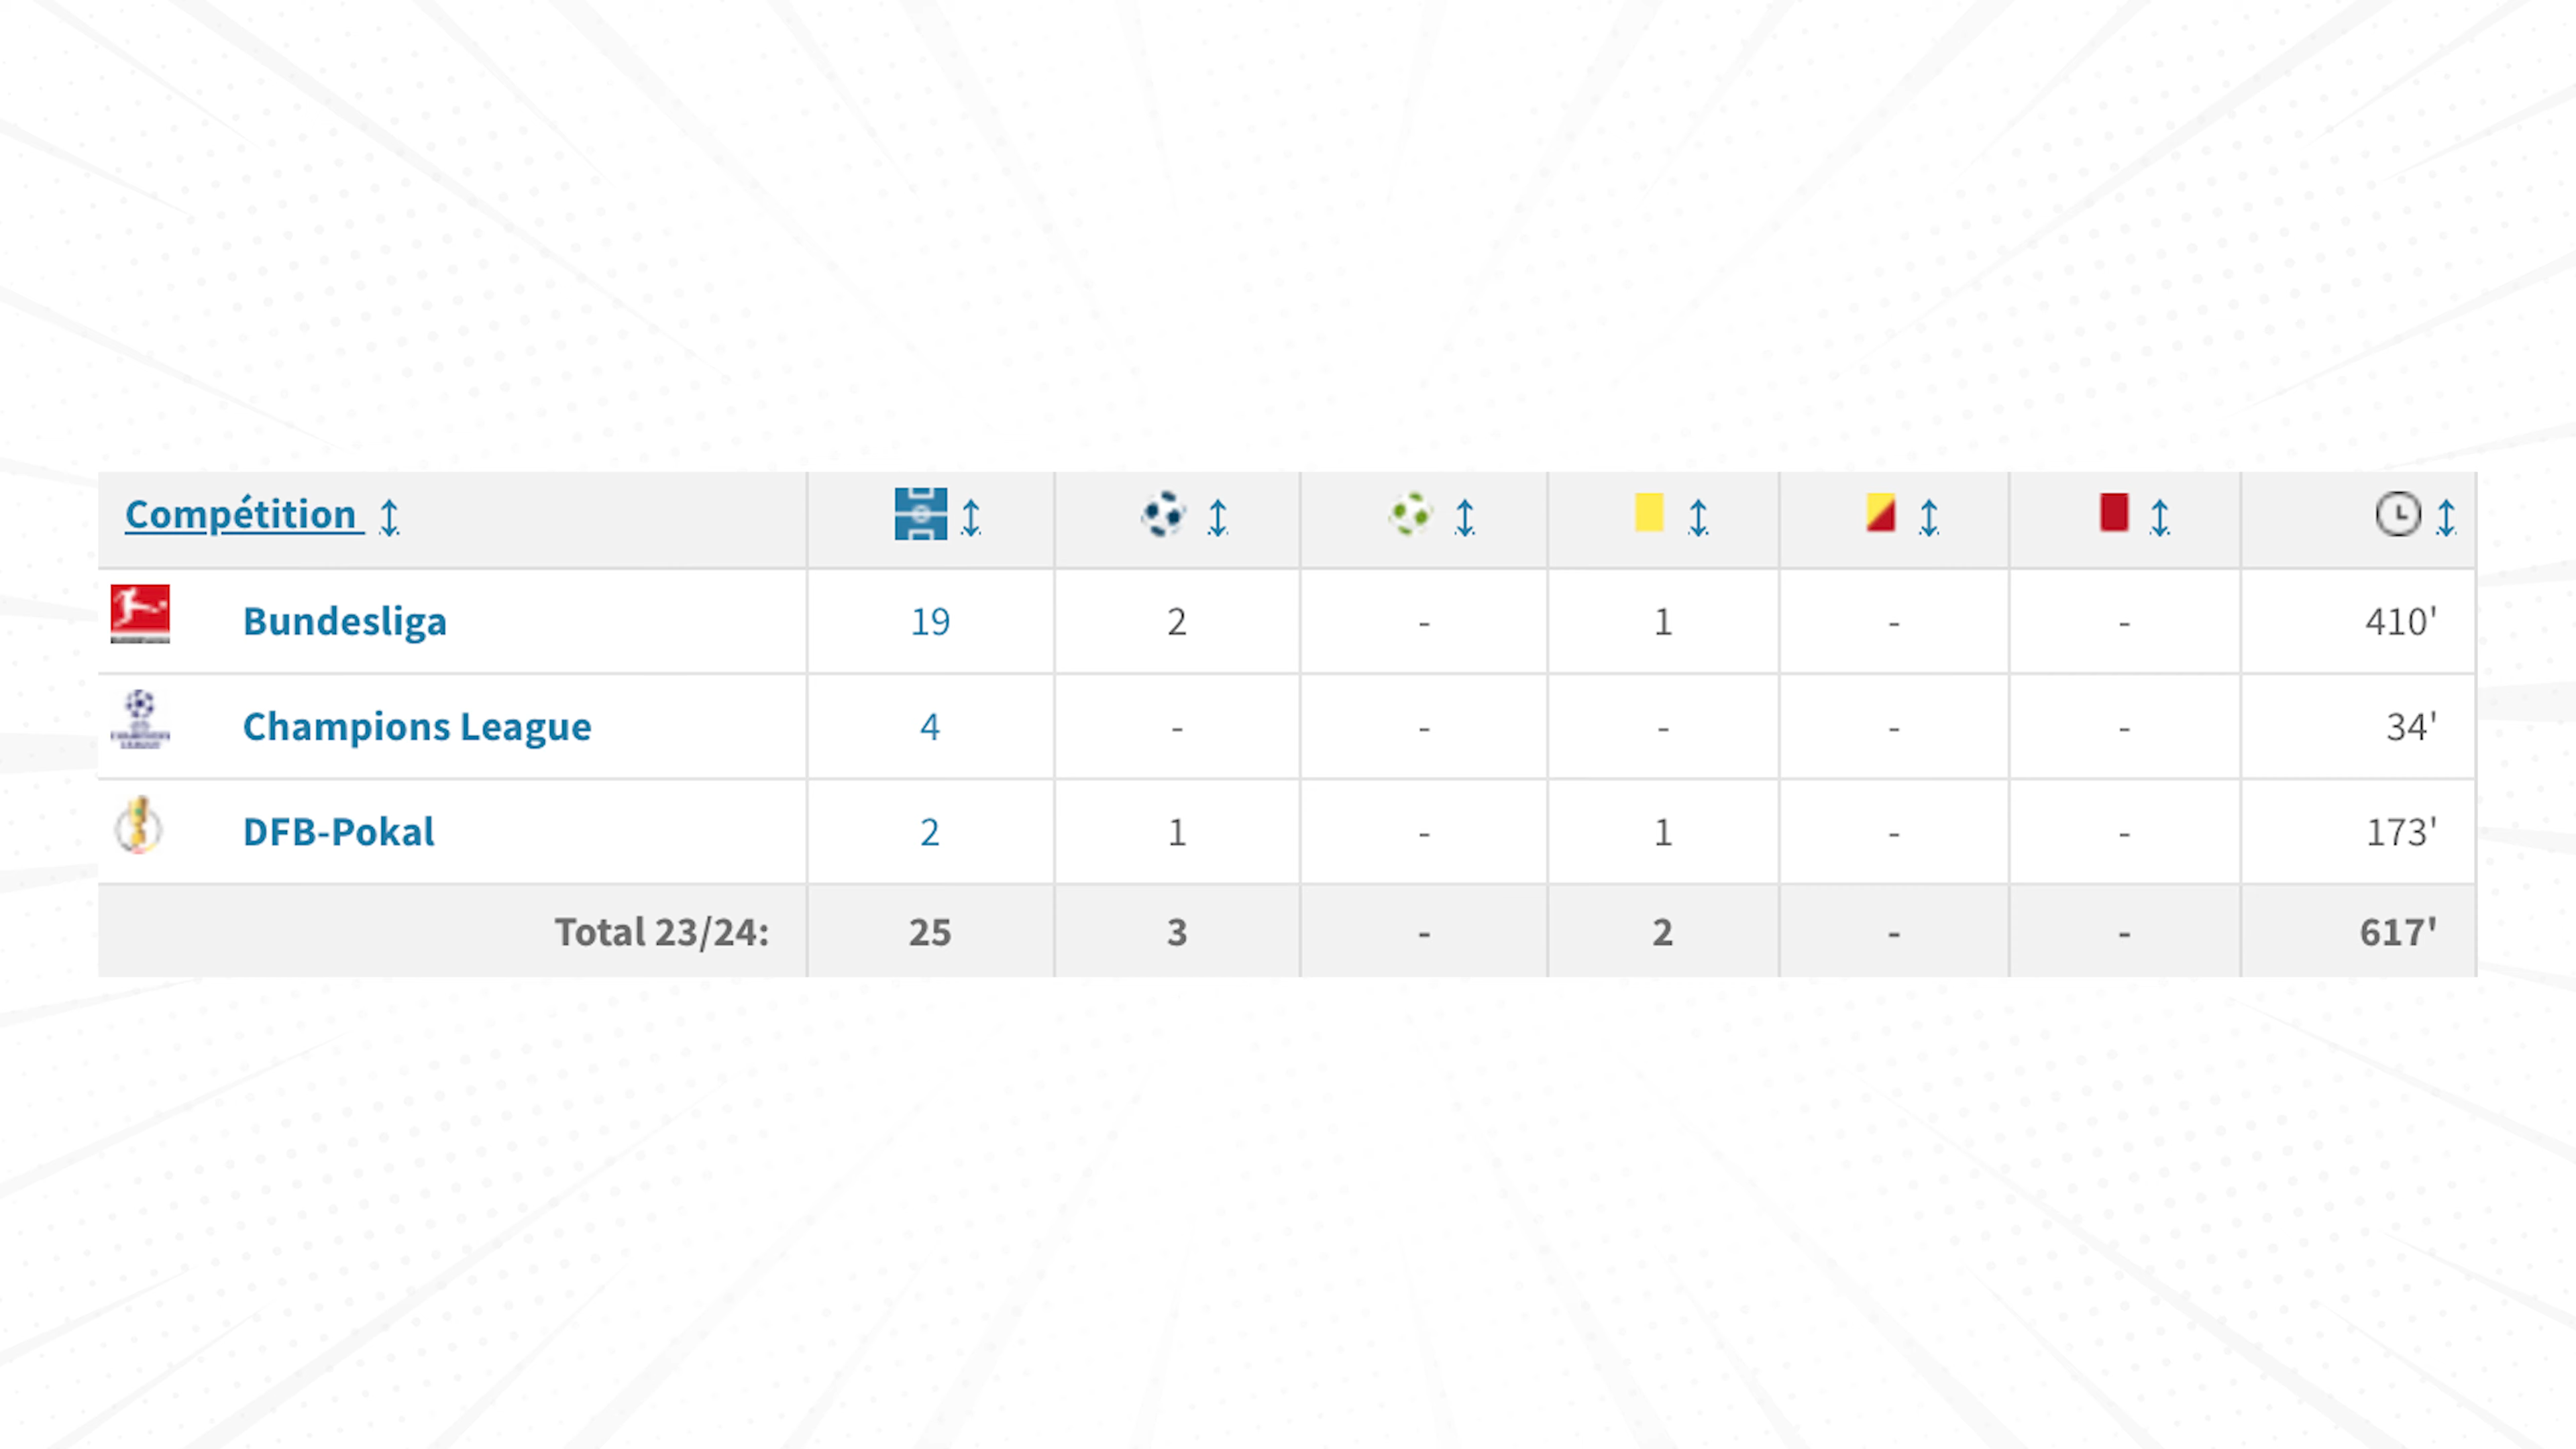 Compétition
Bundesliga 19 2 - 1 - - 410'
Champions League 4 - - - - - 34'
DFB-Pokal 2 1 - 1 - - 173'
Total 23/24: 25 3 - 2 - - 617'